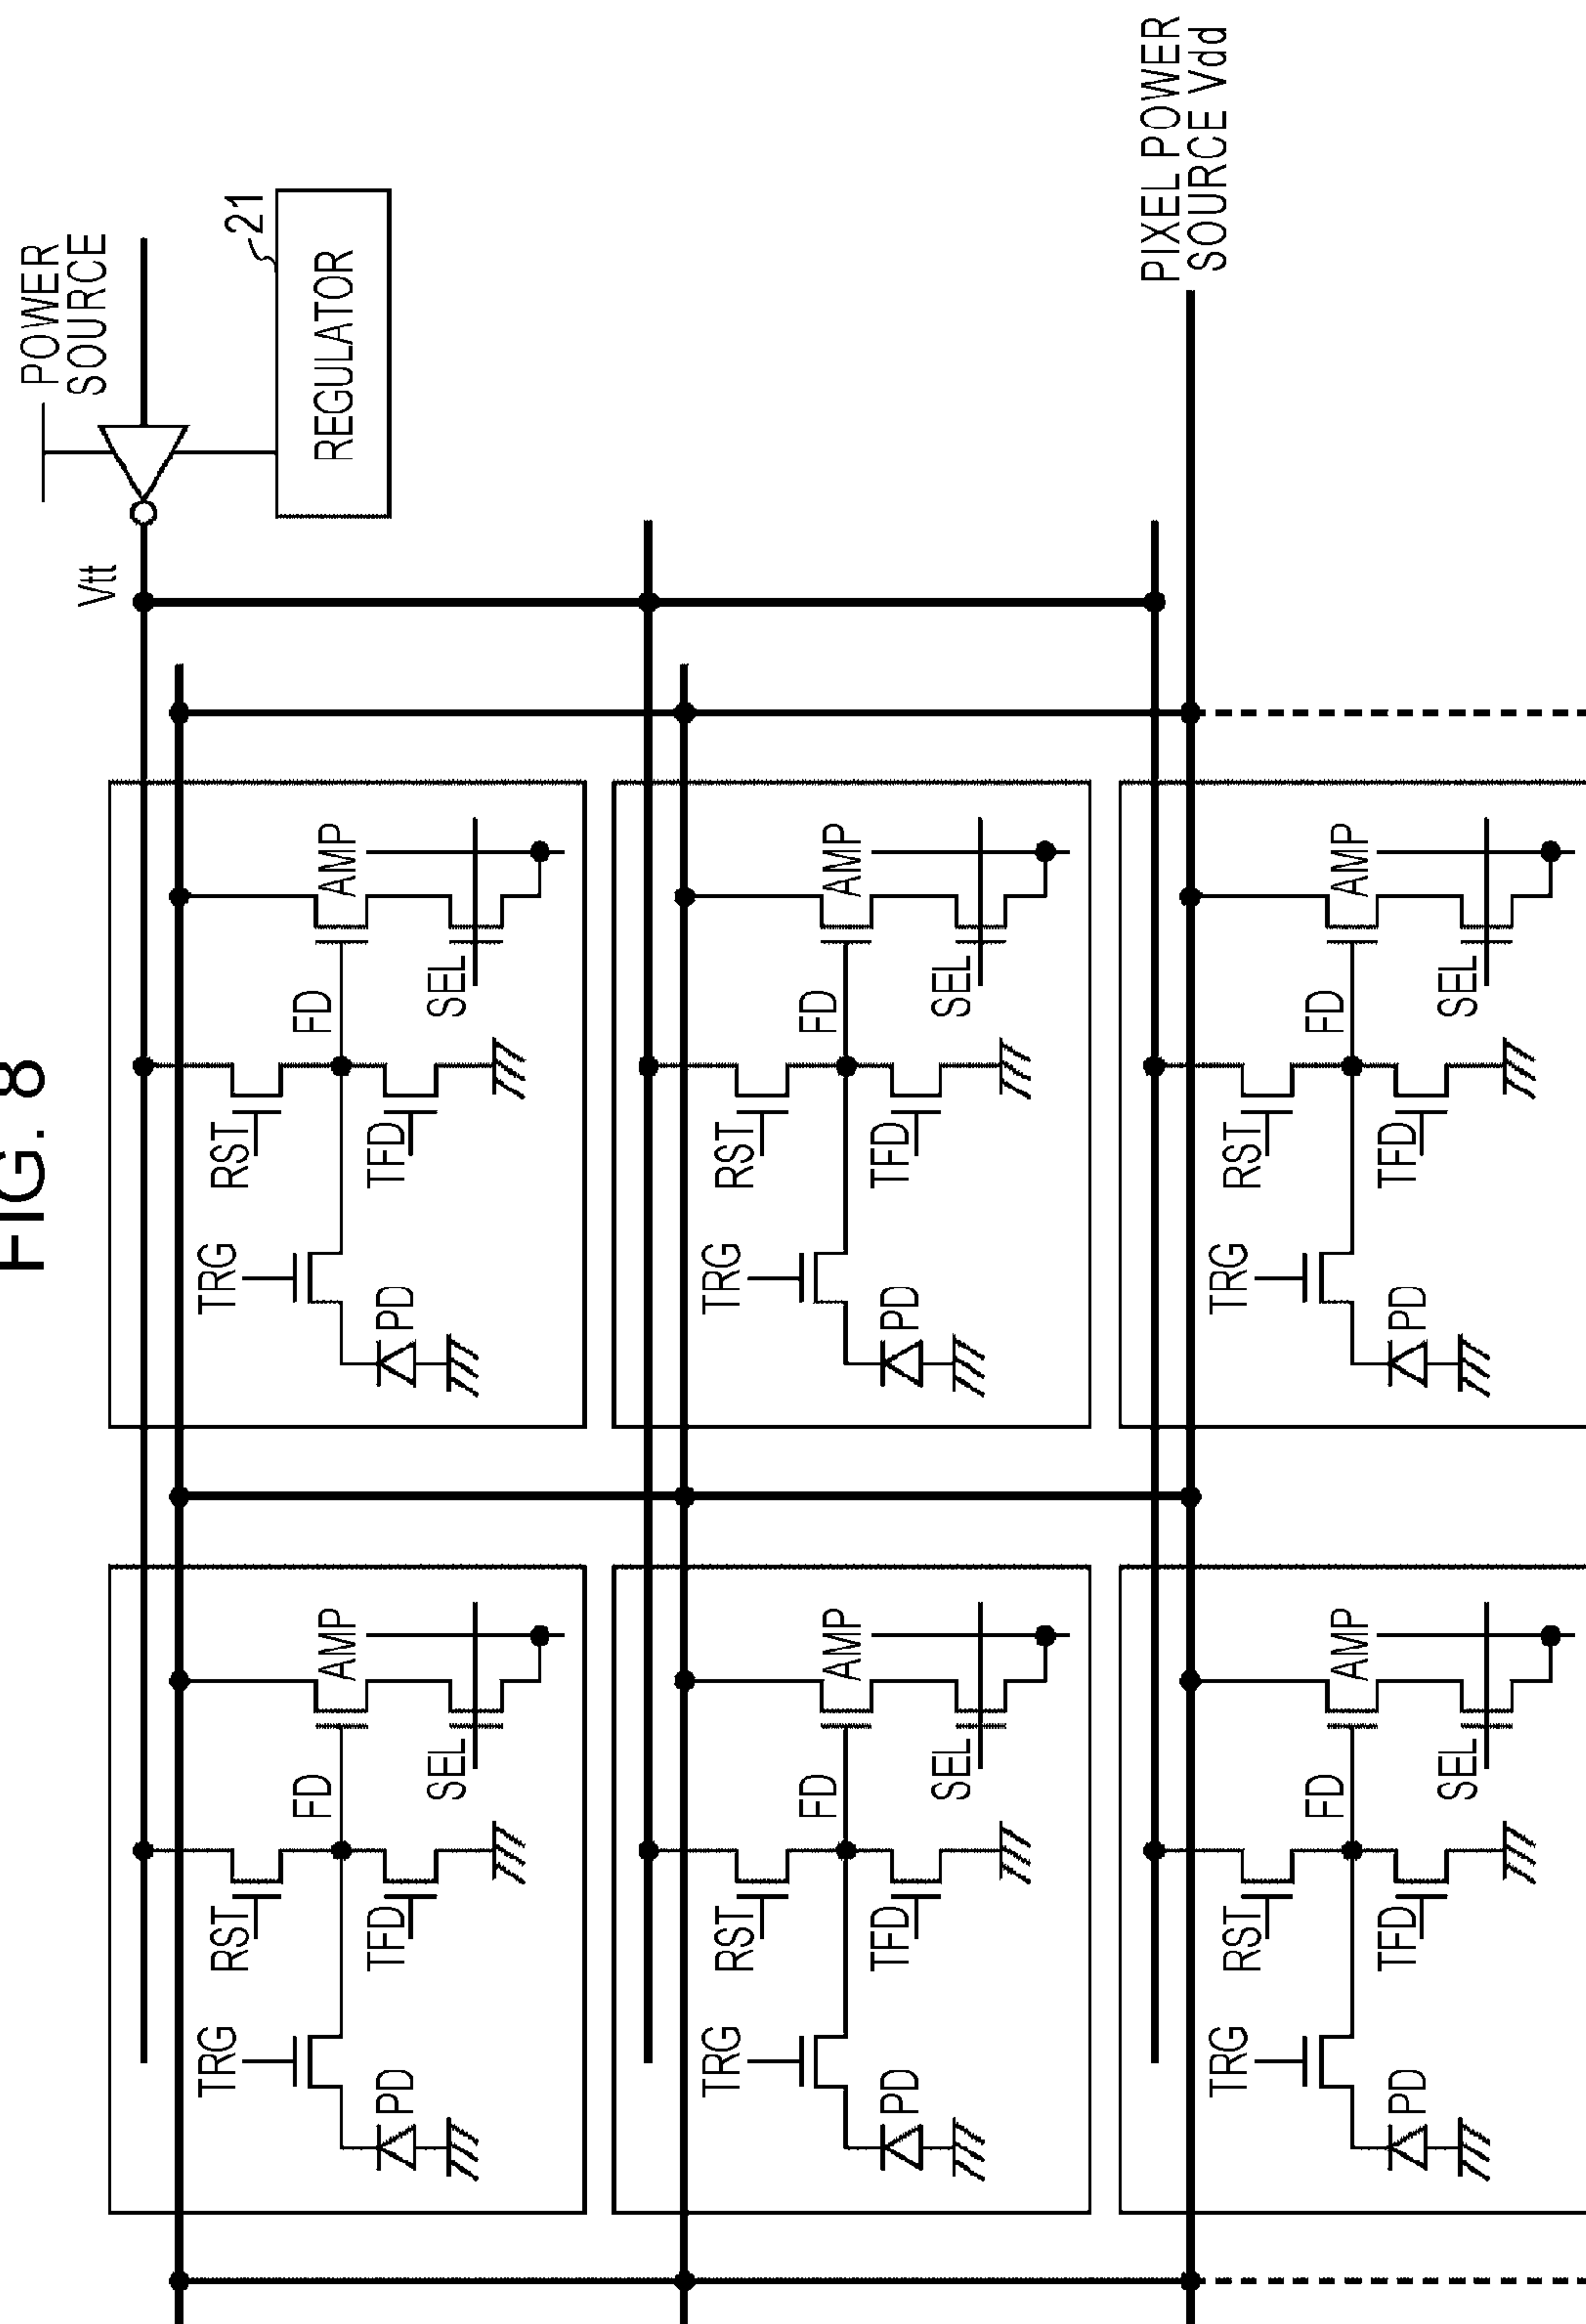 FIG. 8
POWER
SOURCE
Vtt
21
REGULATOR
TRG
RST
FD
AMP
PD
TFD
SEL
TRG
RST
FD
AMP
PD
TFD
SEL
TRG
RST
FD
AMP
PD
TFD
SEL
TRG
RST
FD
AMP
PD
TFD
SEL
PIXEL POWER
SOURCE Vdd
TRG
RST
FD
AMP
PD
TFD
SEL
TRG
RST
FD
AMP
PD
TFD
SEL